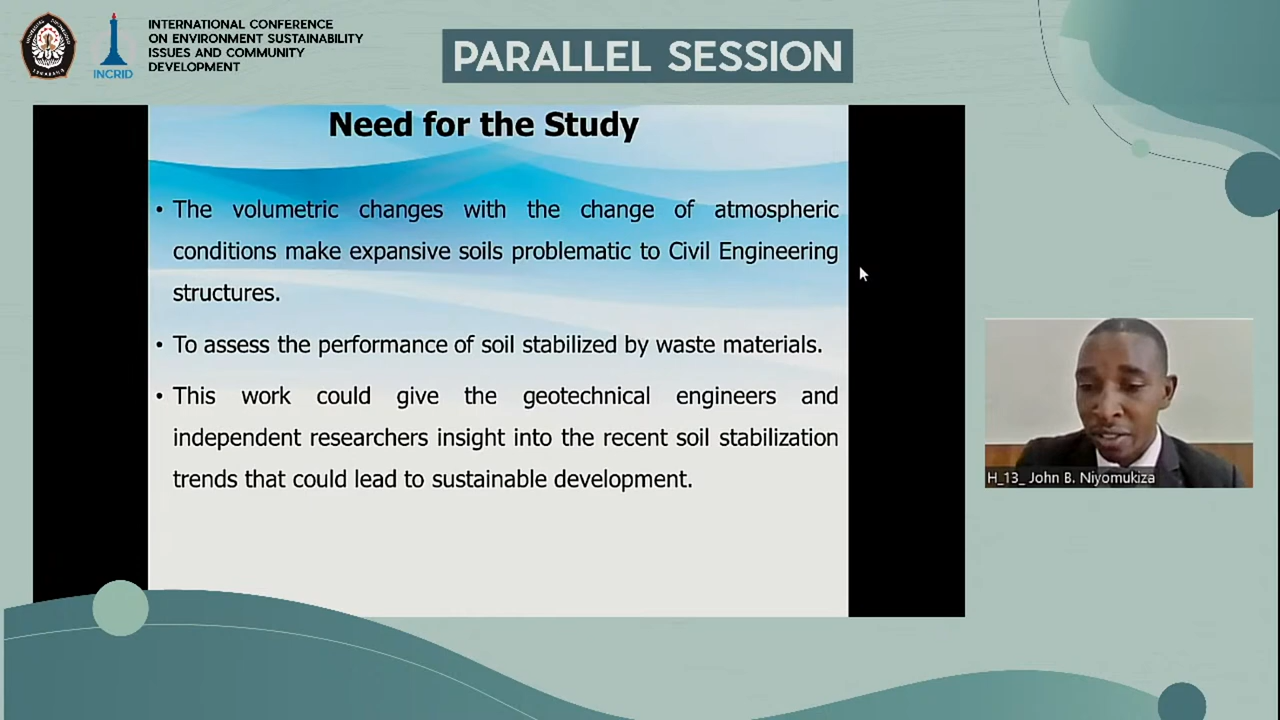 INTERNATIONAL CONFERENCE
ON ENVIRONMENT SUSTAINABILITY
ISSUES AND COMMUNITY
DEVELOPMENT
INCRID
PARALLEL SESSION
Need for the Study
• The volumetric changes with the change of atmospheric
conditions make expansive soils problematic to Civil Engineering
structures.
• To assess the performance of soil stabilized by waste materials.
• This work could give the geotechnical engineers and
independent researchers insight into the recent soil stabilization
trends that could lead to sustainable development.
H_13_ John B. Niyomukiza